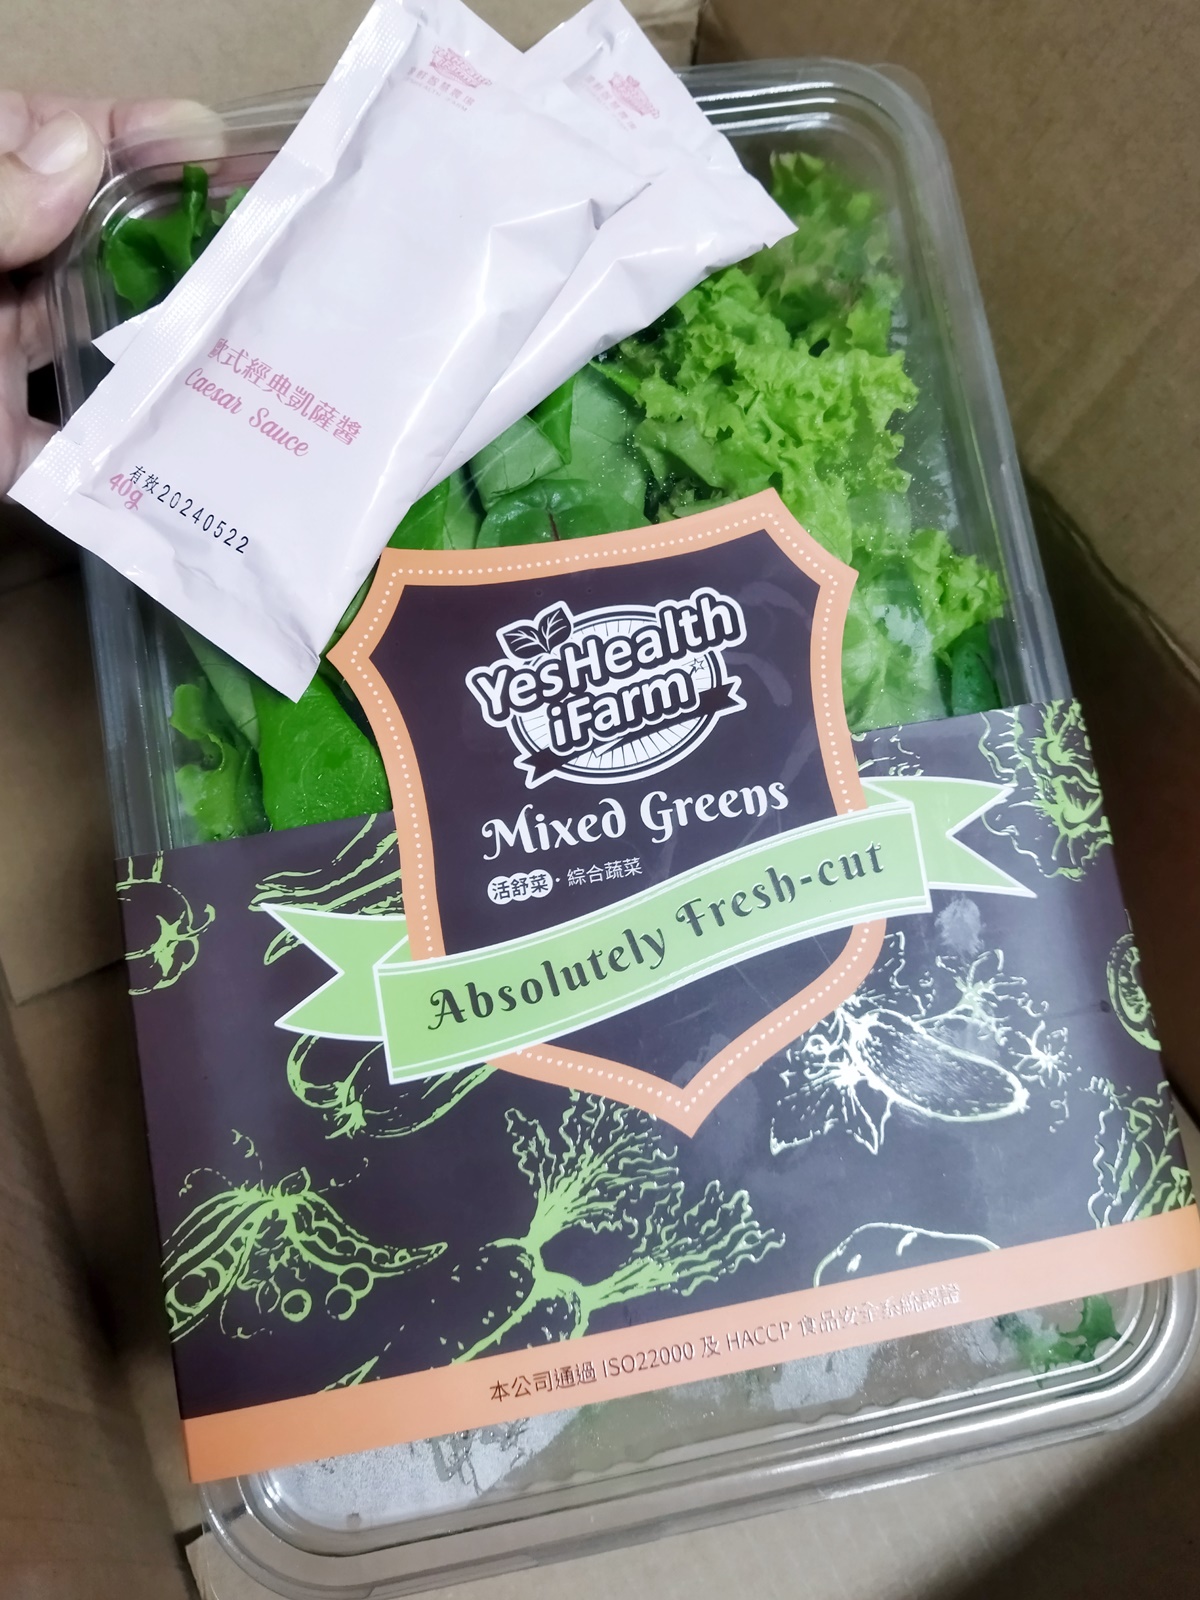 歐式經典凱薩醬
Caesar Sauce
40g
有效20240522
YesHealth
iFarm
Mixed Greens
活舒菜・綜合蔬菜
Absolutely Fresh-cut
本公司通過 ISO22000 及 HACCP 食品安全系統認證